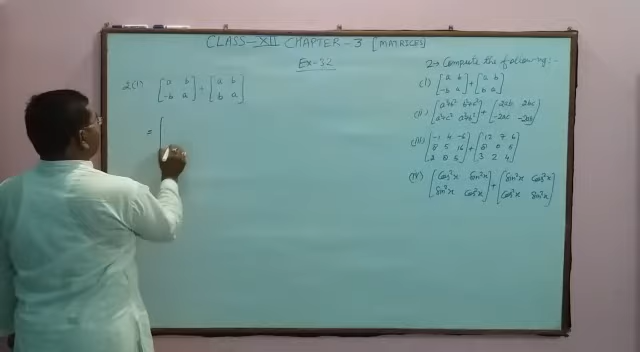 CLASS-XII CHAPTER-3 [MATRICES]
Ex-3.2
2→ Compute the following:-
2(i) [a b / -b a] + [a b / b a]
=[
(i) [a b / -b a] + [a b / b a]
(ii) [a²+b² b²+c² / a²+c² a²+b²] + [2ab 2bc / -2ac -2ab]
(iii) [-1 4 -6 / 8 5 16 / 2 8 5] + [12 7 6 / 8 0 5 / 3 2 4]
(iv) [cos²x sin²x / sin²x cos²x] + [sin²x cos²x / cos²x sin²x]